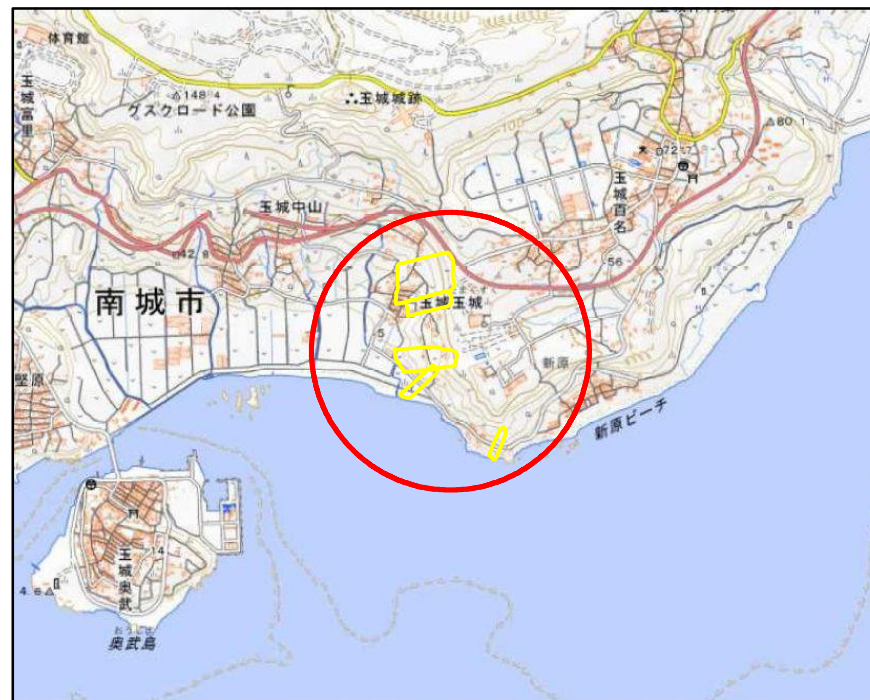 体育館
玉城富里
148.4
グスクロード公園
玉城城跡
100
80.1
72.7
玉城百名
玉城中山
42.8
56
南城市
玉城玉城
5
新原
堅原
新原ビーチ
14
玉城奥武
4.6
おうじま
奥武島